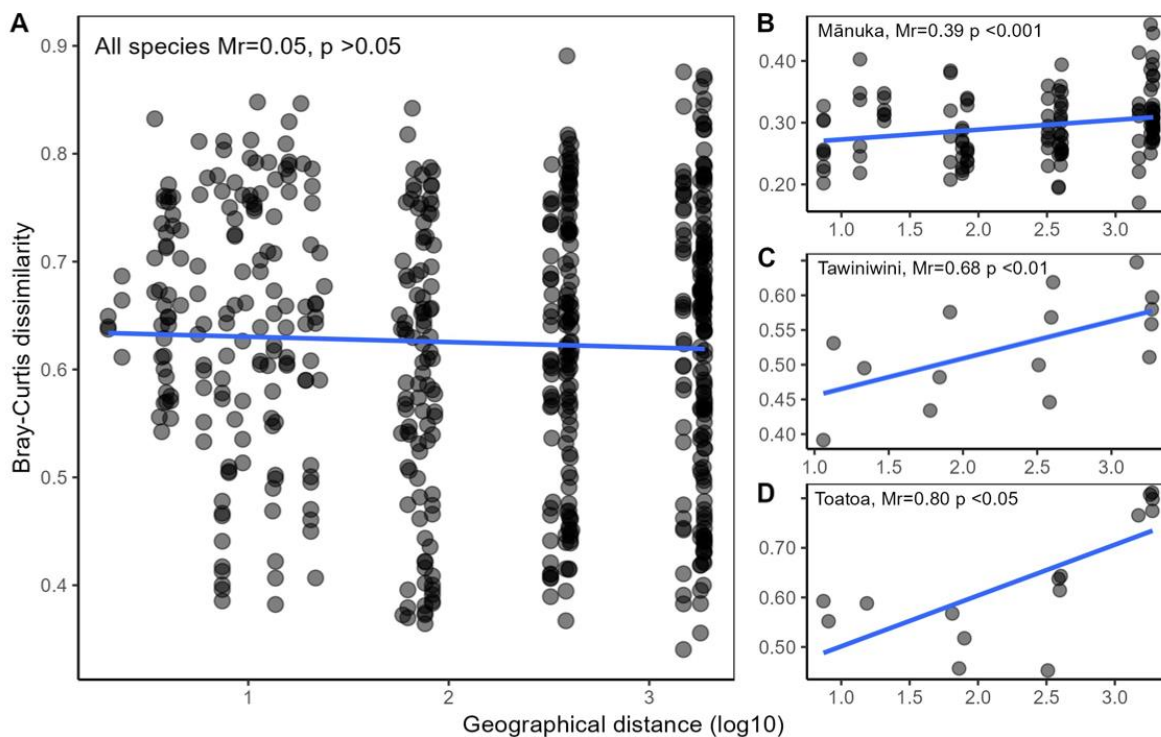 A
All species Mr=0.05, p >0.05
0.9
0.8
0.7
0.6
0.5
0.4
1 2 3
Bray-Curtis dissimilarity
Geographical distance (log10)
B
Mānuka, Mr=0.39 p <0.001
0.40
0.30
0.20
1.0 1.5 2.0 2.5 3.0
C
Tawiniwini, Mr=0.68 p <0.01
0.60
0.55
0.50
0.45
0.40
1.0 1.5 2.0 2.5 3.0
D
Toatoa, Mr=0.80 p <0.05
0.70
0.60
0.50
1.0 1.5 2.0 2.5 3.0